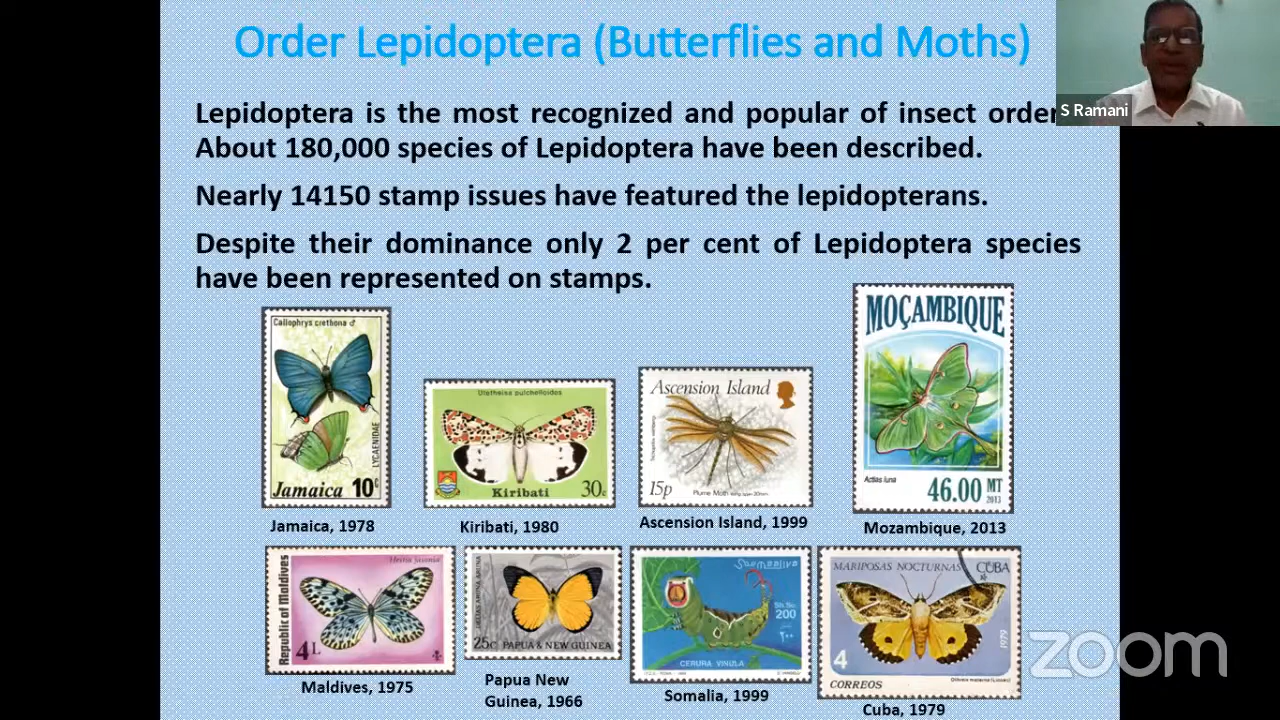 Order Lepidoptera (Butterflies and Moths)
S Ramani
Lepidoptera is the most recognized and popular of insect order
About 180,000 species of Lepidoptera have been described.
Nearly 14150 stamp issues have featured the lepidopterans.
Despite their dominance only 2 per cent of Lepidoptera species
have been represented on stamps.
Callophrys crethona ♂
LYCAENIDAE
Jamaica 10c
Jamaica, 1978
Utetheisa pulchelloides
Kiribati 30c
Kiribati, 1980
Ascension Island
15p
Plume Moth
Ascension Island, 1999
MOÇAMBIQUE
Actias luna
46.00 MT
2013
Mozambique, 2013
Republic of Maldives
Hestia jasonia
4L
Maldives, 1975
25c PAPUA & NEW GUINEA
Papua New
Guinea, 1966
Soomaaliya
Sh.So.
200
٢٠٠
CERURA VINULA
Somalia, 1999
MARIPOSAS NOCTURNAS CUBA
1979
4
CORREOS
Cuba, 1979
zoom